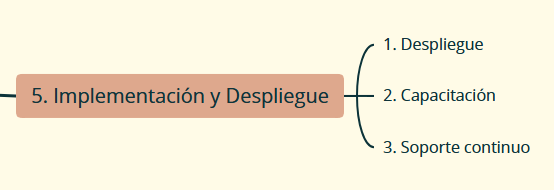 5. Implementación y Despliegue
1. Despliegue
2. Capacitación
3. Soporte continuo